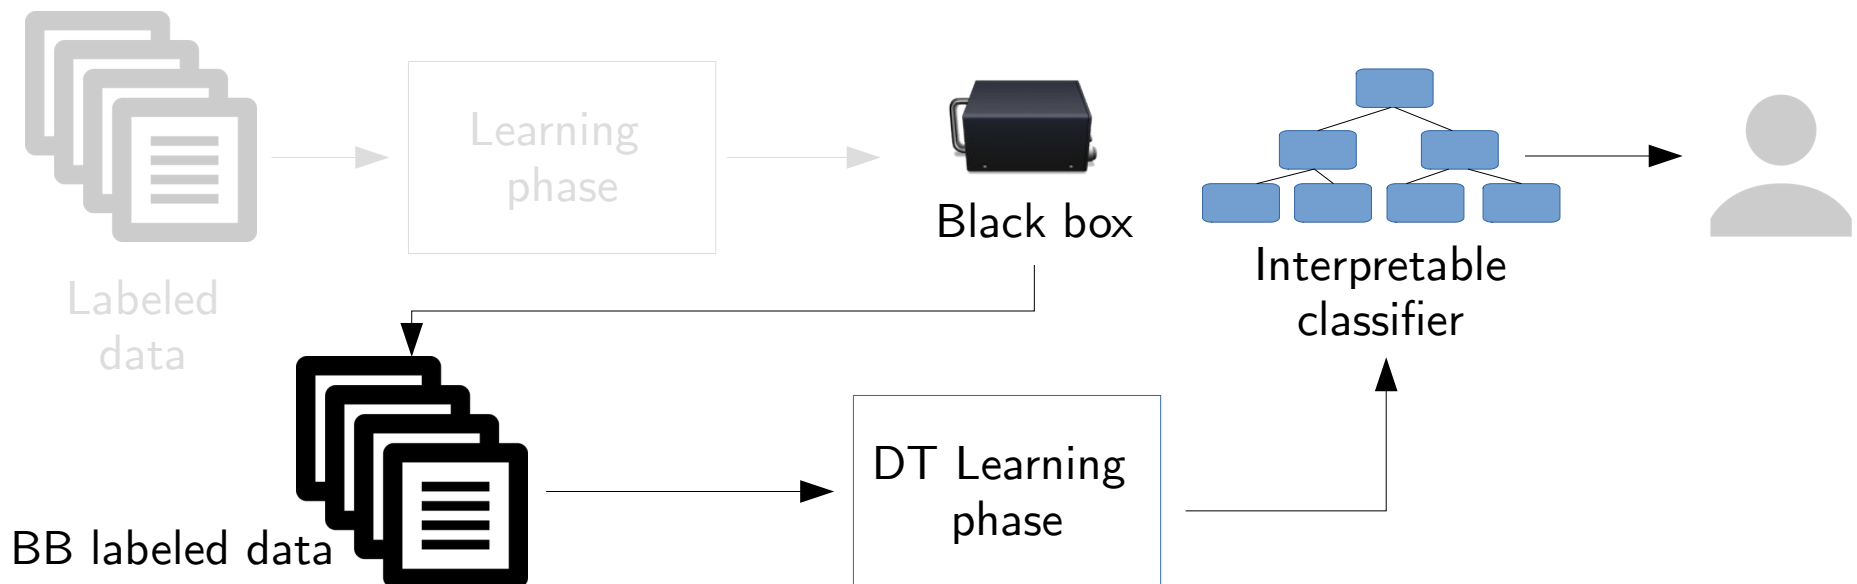 Learning
phase
Black box
Labeled
data
Interpretable
classifier
BB labeled data
DT Learning
phase